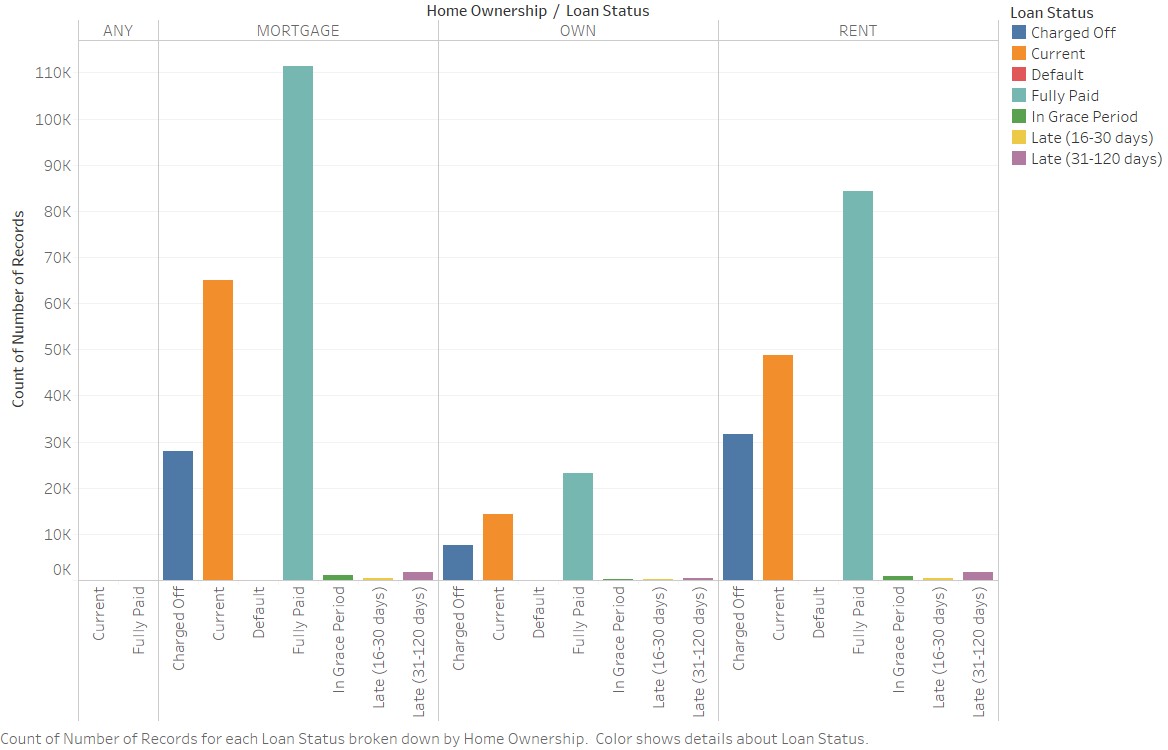 Home Ownership / Loan Status
ANY MORTGAGE OWN RENT
Loan Status
Charged Off
Current
Default
Fully Paid
In Grace Period
Late (16-30 days)
Late (31-120 days)
Count of Number of Records
110K
100K
90K
80K
70K
60K
50K
40K
30K
20K
10K
0K
Current
Fully Paid
Charged Off
Current
Default
Fully Paid
In Grace Period
Late (16-30 days)
Late (31-120 days)
Charged Off
Current
Default
Fully Paid
In Grace Period
Late (16-30 days)
Late (31-120 days)
Charged Off
Current
Default
Fully Paid
In Grace Period
Late (16-30 days)
Late (31-120 days)
Count of Number of Records for each Loan Status broken down by Home Ownership. Color shows details about Loan Status.